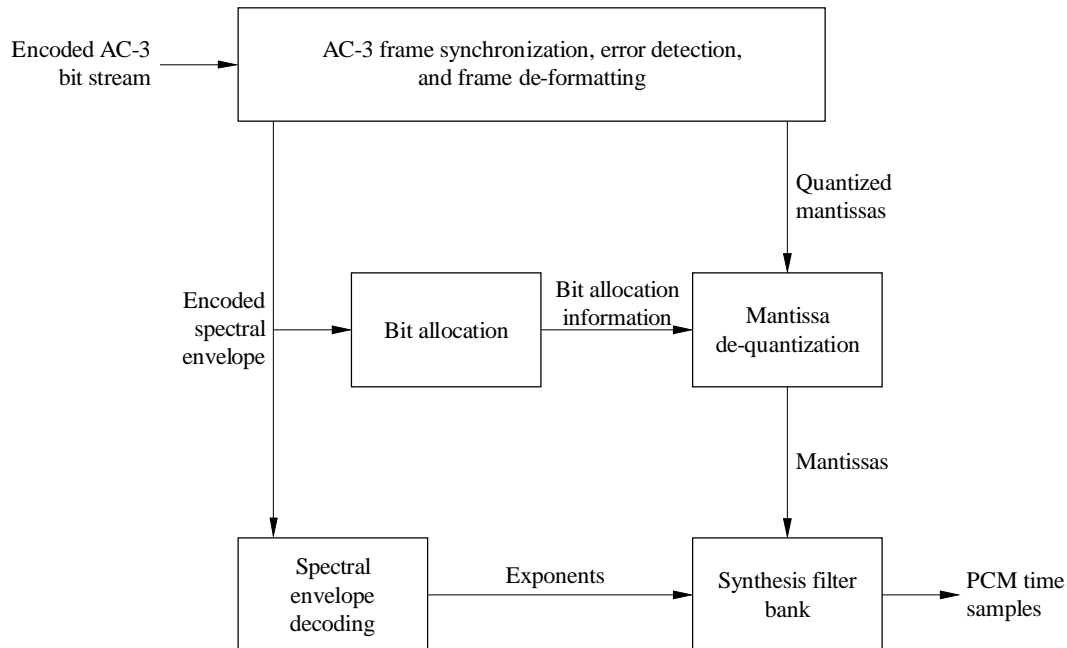 Encoded AC-3
bit stream
AC-3 frame synchronization, error detection,
and frame de-formatting
Quantized
mantissas
Encoded
spectral
envelope
Bit allocation
Bit allocation
information
Mantissa
de-quantization
Mantissas
Spectral
envelope
decoding
Exponents
Synthesis filter
bank
PCM time
samples